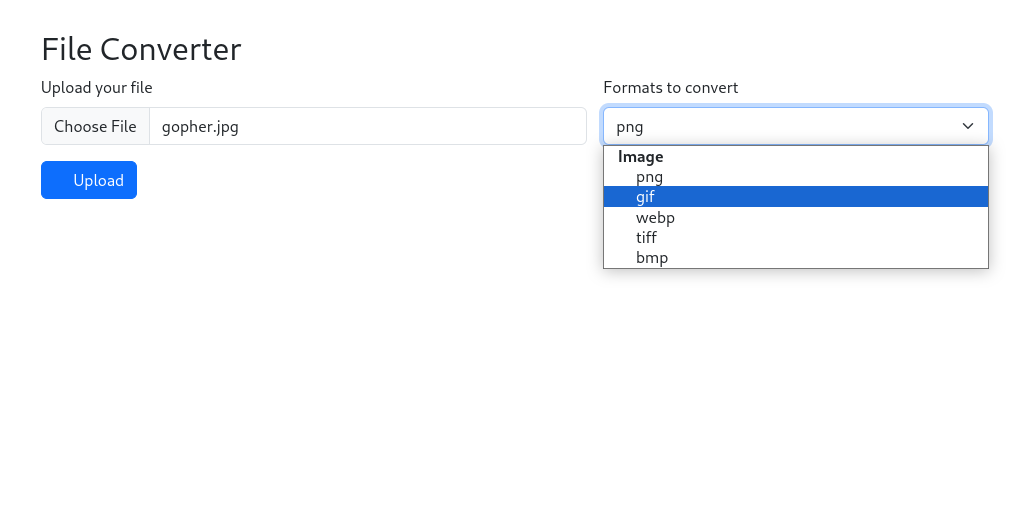 File Converter
Upload your file
Formats to convert
Choose File gopher.jpg
png
Upload
Image
png
gif
webp
tiff
bmp